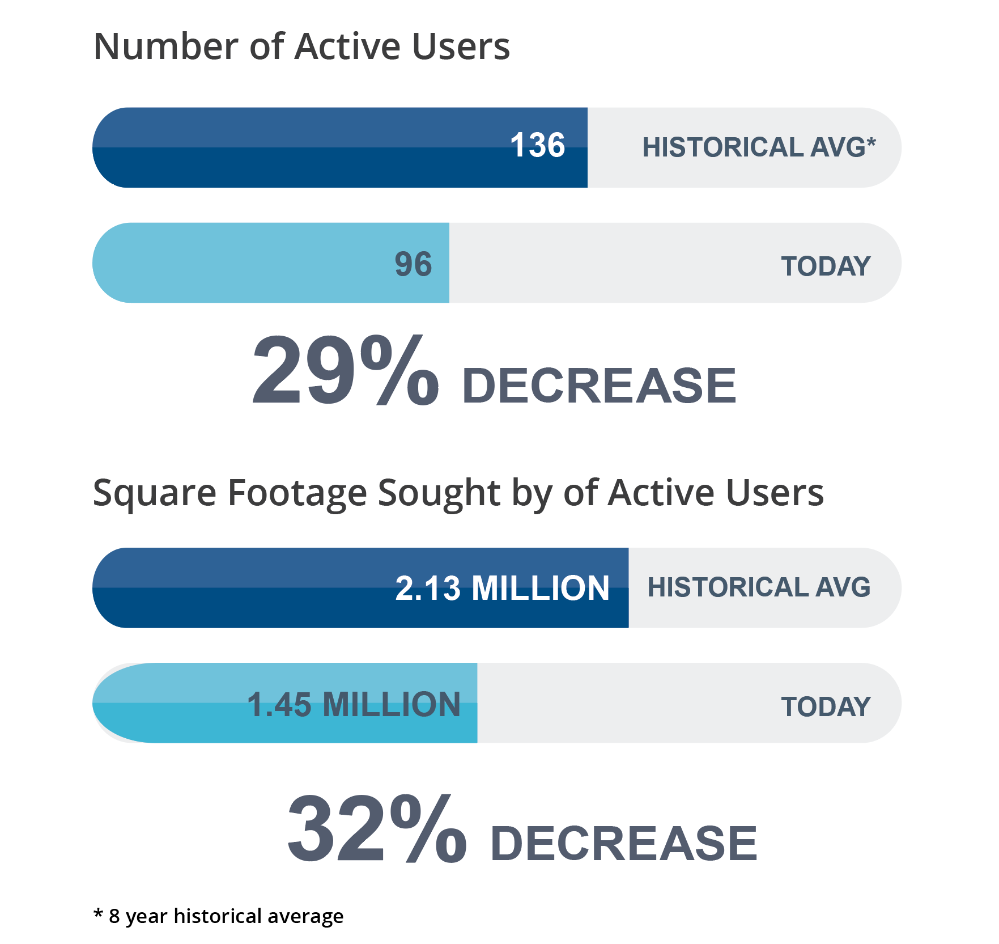 Number of Active Users
136 HISTORICAL AVG*
96 TODAY
29% DECREASE
Square Footage Sought by of Active Users
2.13 MILLION HISTORICAL AVG
1.45 MILLION TODAY
32% DECREASE
* 8 year historical average